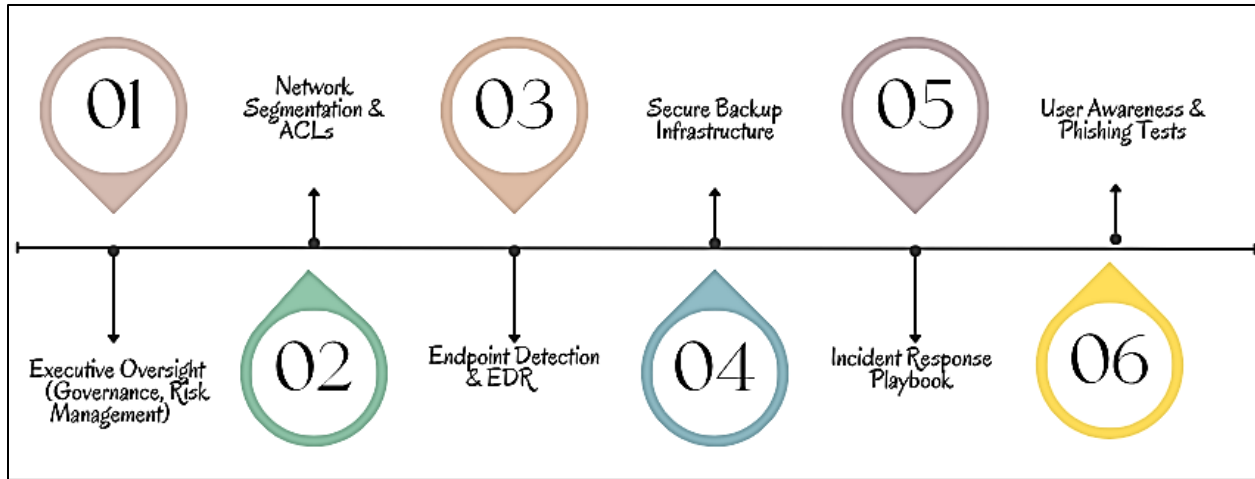 01
Executive Oversight
(Governance, Risk
Management)
Network
Segmentation &
ACLs
02
03
Endpoint Detection
& EDR
Secure Backup
Infrastructure
04
05
Incident Response
Playbook
User Awareness &
Phishing Tests
06